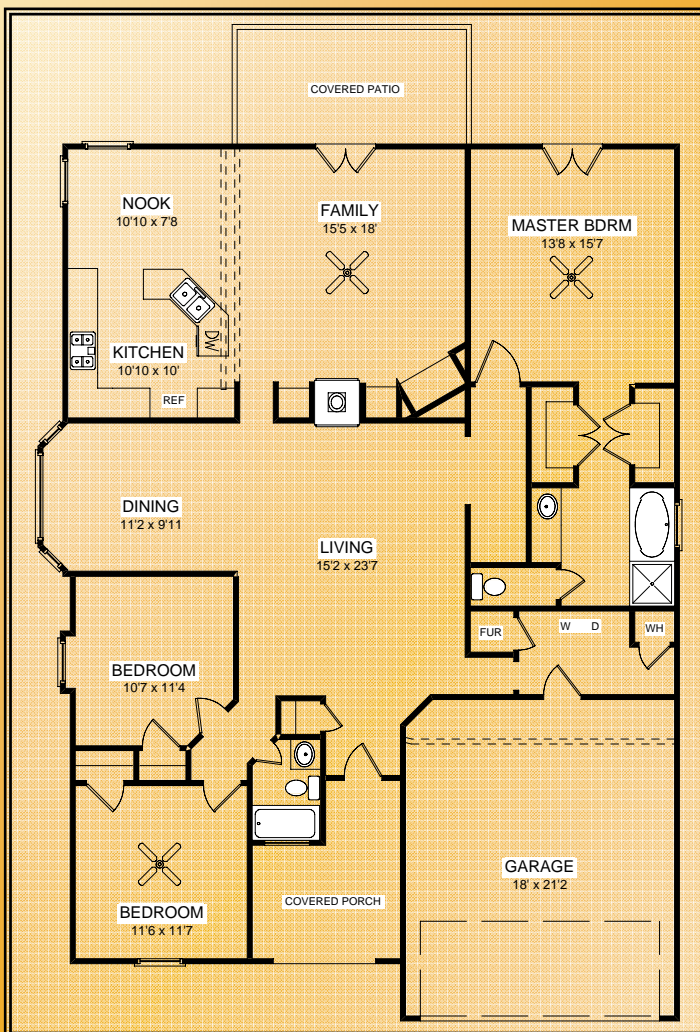 COVERED PATIO
NOOK
10'10 x 7'8
FAMILY
15'5 x 18'
MASTER BDRM
13'8 x 15'7
DW
KITCHEN
10'10 x 10'
REF
DINING
11'2 x 9'11
LIVING
15'2 x 23'7
FUR
W D
WH
BEDROOM
10'7 x 11'4
GARAGE
18' x 21'2
COVERED PORCH
BEDROOM
11'6 x 11'7